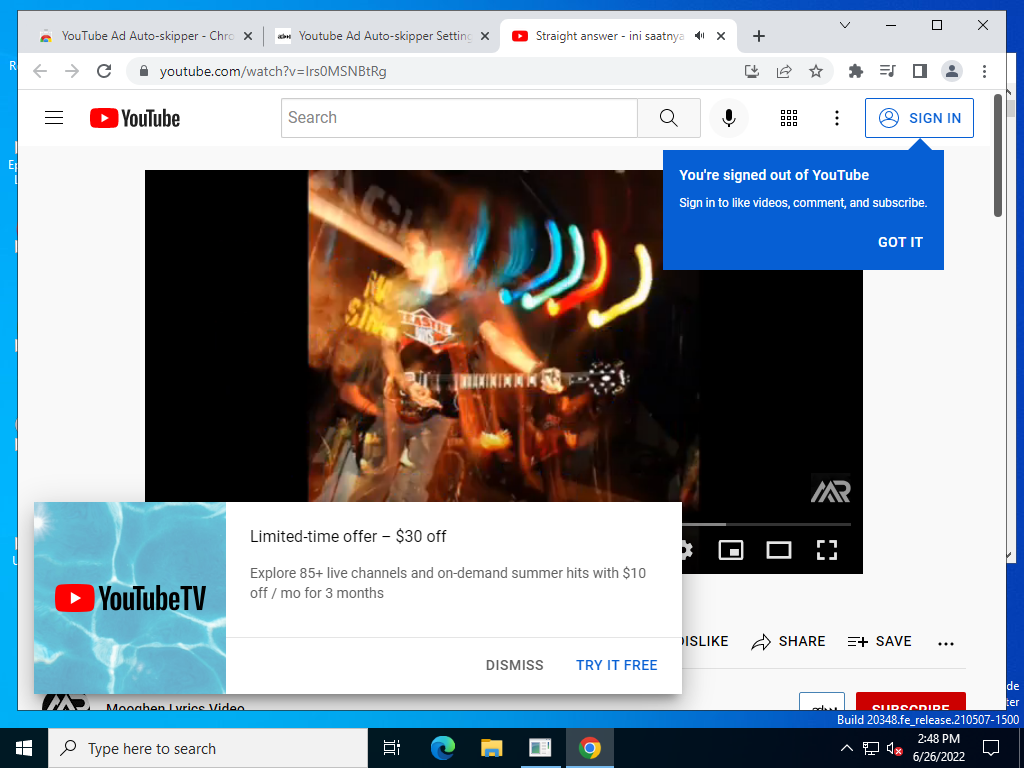 YouTube Ad Auto-skipper - Chro
Youtube Ad Auto-skipper Setting
Straight answer - ini saatnya
youtube.com/watch?v=Irs0MSNBtRg
YouTube
Search
SIGN IN
You're signed out of YouTube
Sign in to like videos, comment, and subscribe.
GOT IT
MR
Limited-time offer – $30 off
Explore 85+ live channels and on-demand summer hits with $10
off / mo for 3 months
YouTubeTV
DISMISS
TRY IT FREE
DISLIKE
SHARE
SAVE
Mooghen Lyrics Video
SUBSCRIBE
Build 20348.fe_release.210507-1500
Type here to search
2:48 PM
6/26/2022